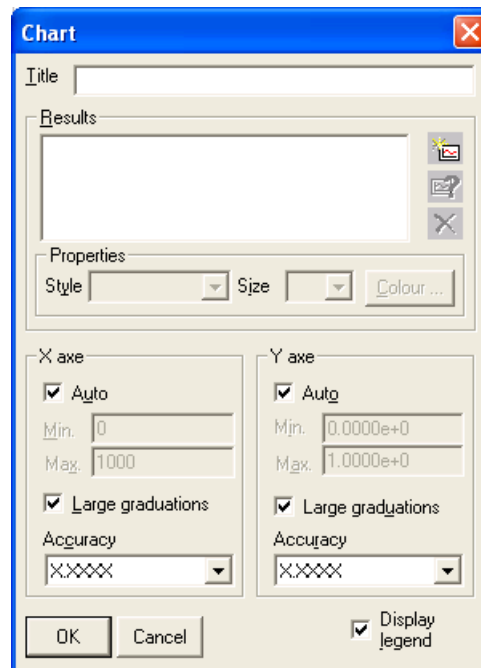 Chart
Title
Results
Properties
Style Size Colour ...
X axe
Auto
Min. 0
Max. 1000
Large graduations
Accuracy
X.XXXX
Y axe
Auto
Min. 0.0000e+0
Max. 1.0000e+0
Large graduations
Accuracy
X.XXXX
OK Cancel
Display
legend